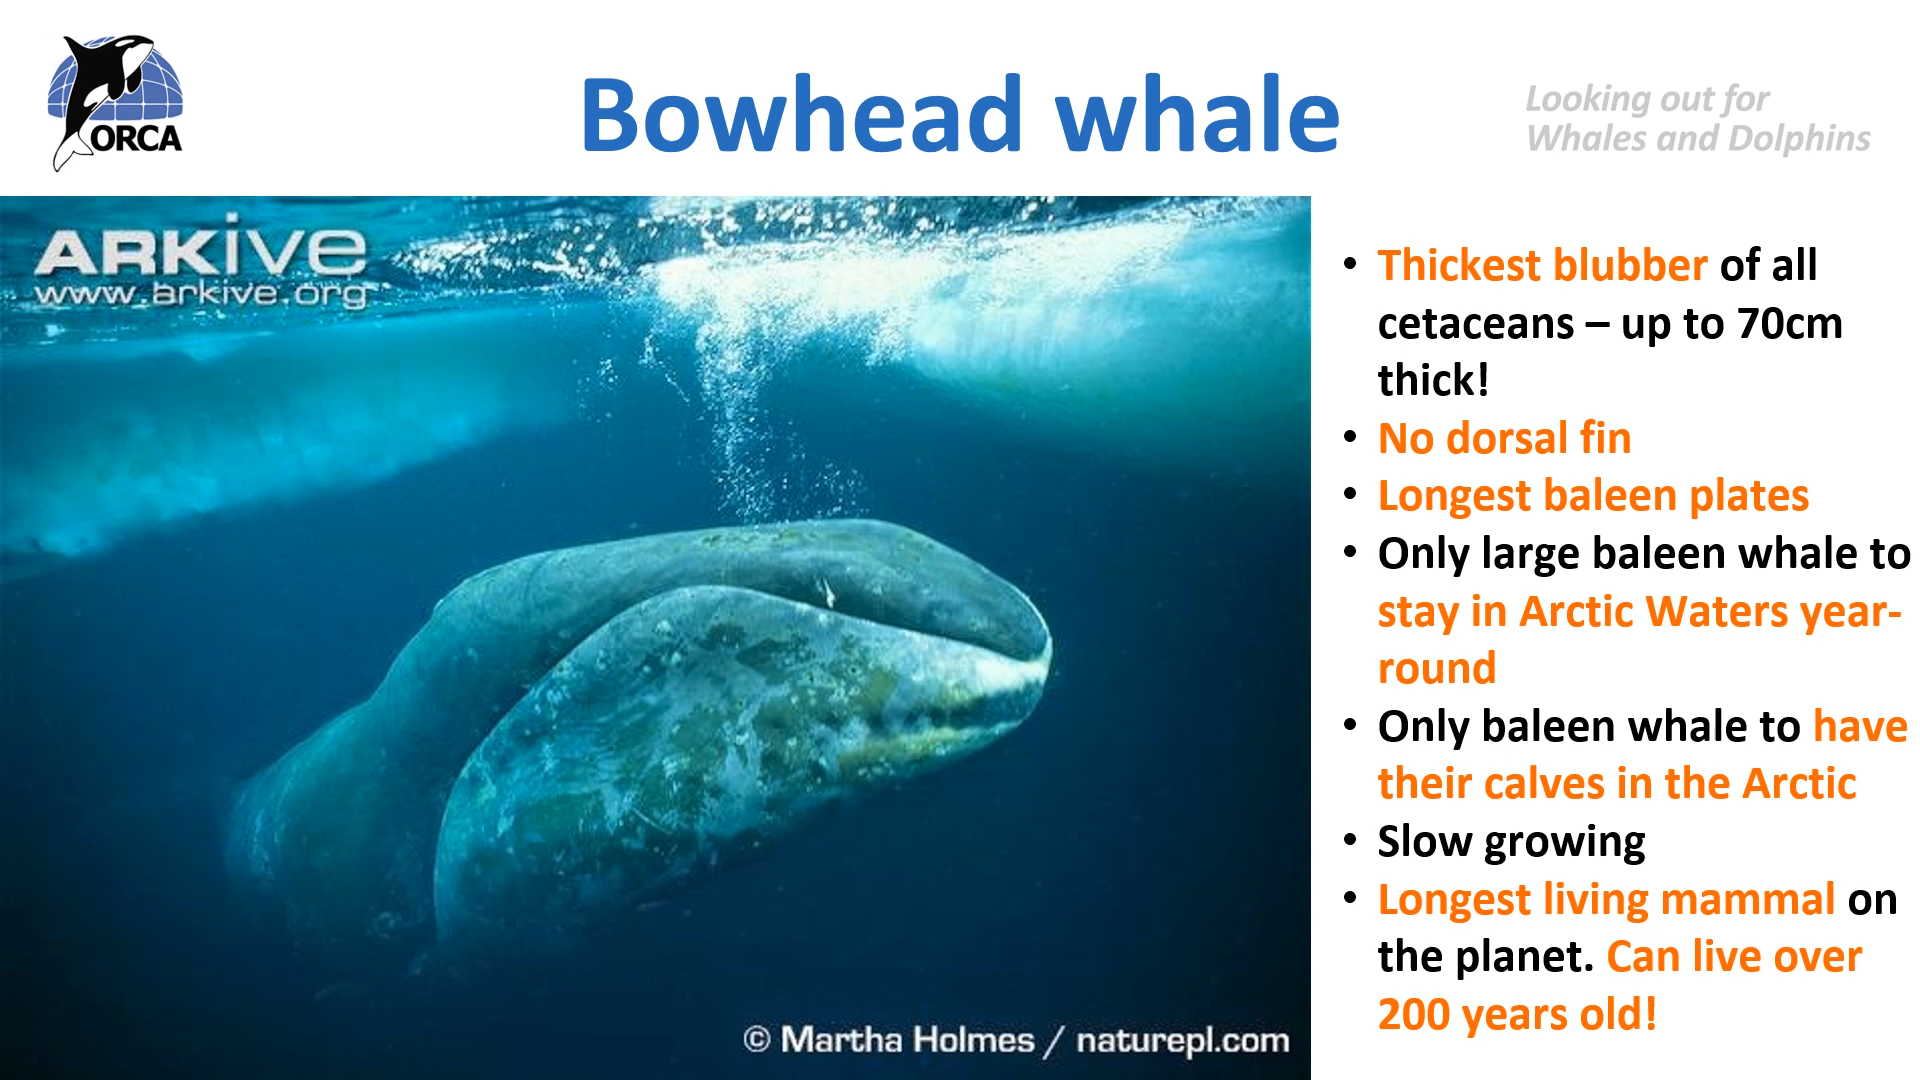 ORCA
Bowhead whale
Looking out for
Whales and Dolphins
ARKive
www.arkive.org
• Thickest blubber of all
cetaceans – up to 70cm
thick!
• No dorsal fin
• Longest baleen plates
• Only large baleen whale to
stay in Arctic Waters year-
round
• Only baleen whale to have
their calves in the Arctic
• Slow growing
• Longest living mammal on
the planet. Can live over
200 years old!
© Martha Holmes / naturepl.com